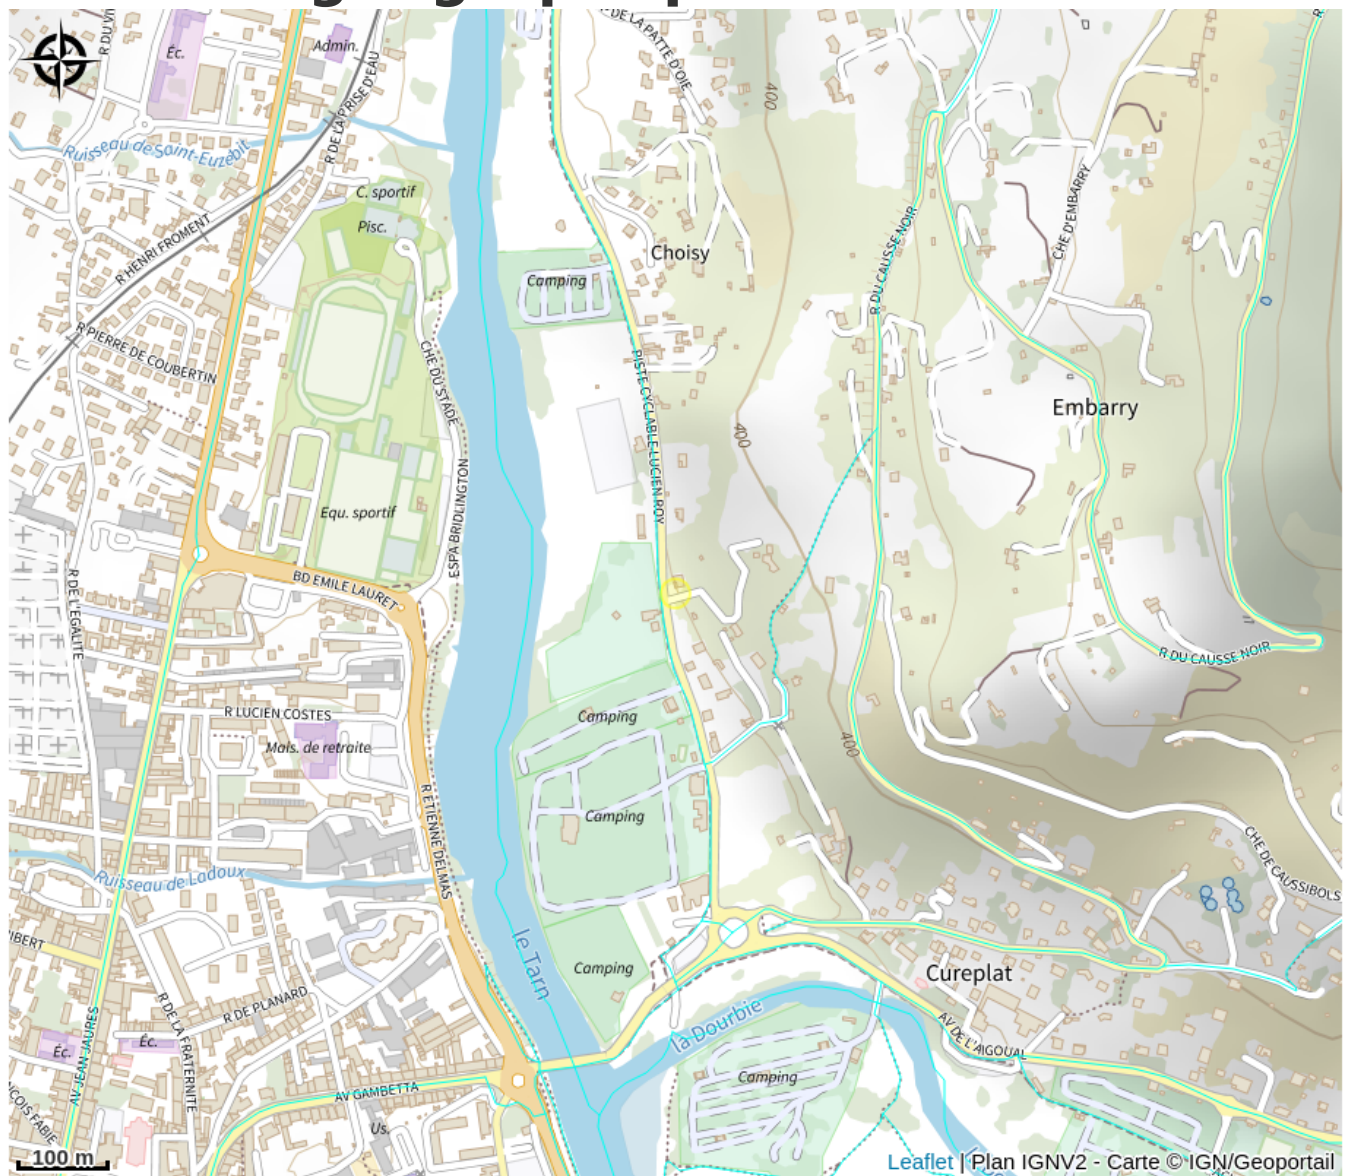 R DE LA PATTE D'OIE
R DU VI
Éc.
Admin.
R DE LA PRISE D'EAU
400
Ruisseau de Saint-Euzébit
C. sportif
Pisc.
CHE D'EMBARRY
R HENRI FROMENT
Choisy
R DU CAUSSE NOIR
Camping
R PIERRE DE COUBERTIN
CHE DU STADE
PISTE CYCLABLE LUCIEN ROY
Embarry
400
Equ. sportif
ESPA BRIDLINGTON
BD EMILE LAURET
R DE L'EGALITE
R DU CAUSSE NOIR
R LUCIEN COSTES
Camping
Mais. de retraite
400
R ETIENNE DELMAS
Camping
CHE DE CAUSSIBOLS
Ruisseau de Ladoux
IBERT
le Tarn
Camping
Cureplat
R DE PLANARD
R DE LA FRATERNITE
la Dourbie
AV DE L'AIGOUAL
AV JEAN JAURES
Éc.
Éc.
Camping
AV GAMBETTA
NCOIS FABIE
Us.
100 m
Leaflet | Plan IGNV2 - Carte © IGN/Geoportail